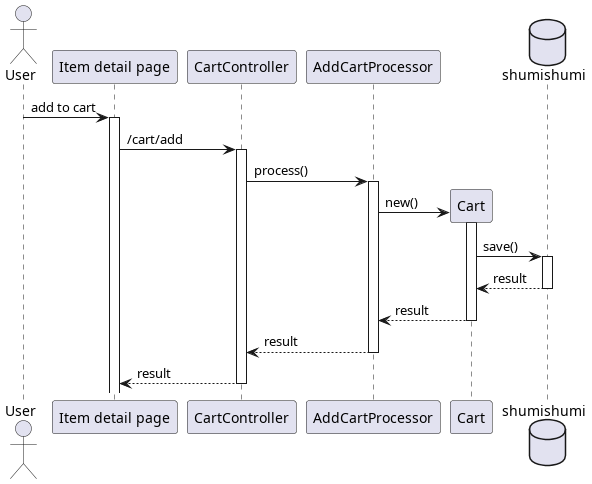 User
Item detail page
CartController
AddCartProcessor
shumishumi
add to cart
/cart/add
process()
new()
Cart
save()
result
result
result
result
User
Item detail page
CartController
AddCartProcessor
Cart
shumishumi